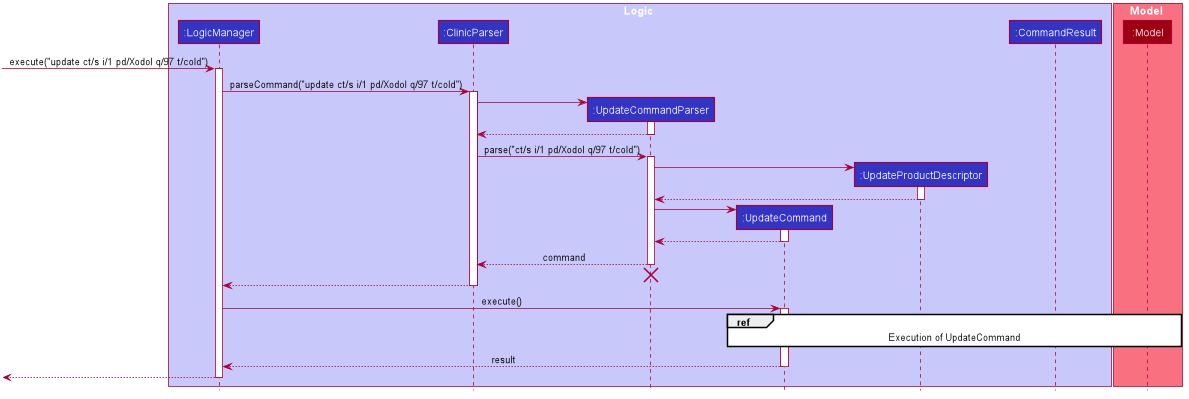 Logic
Model
:LogicManager
:ClinicParser
:CommandResult
:Model
execute("update ct/s i/1 pd/Xodol q/97 t/cold")
parseCommand("update ct/s i/1 pd/Xodol q/97 t/cold")
:UpdateCommandParser
parse("ct/s i/1 pd/Xodol q/97 t/cold")
:UpdateProductDescriptor
:UpdateCommand
command
execute()
ref
Execution of UpdateCommand
result